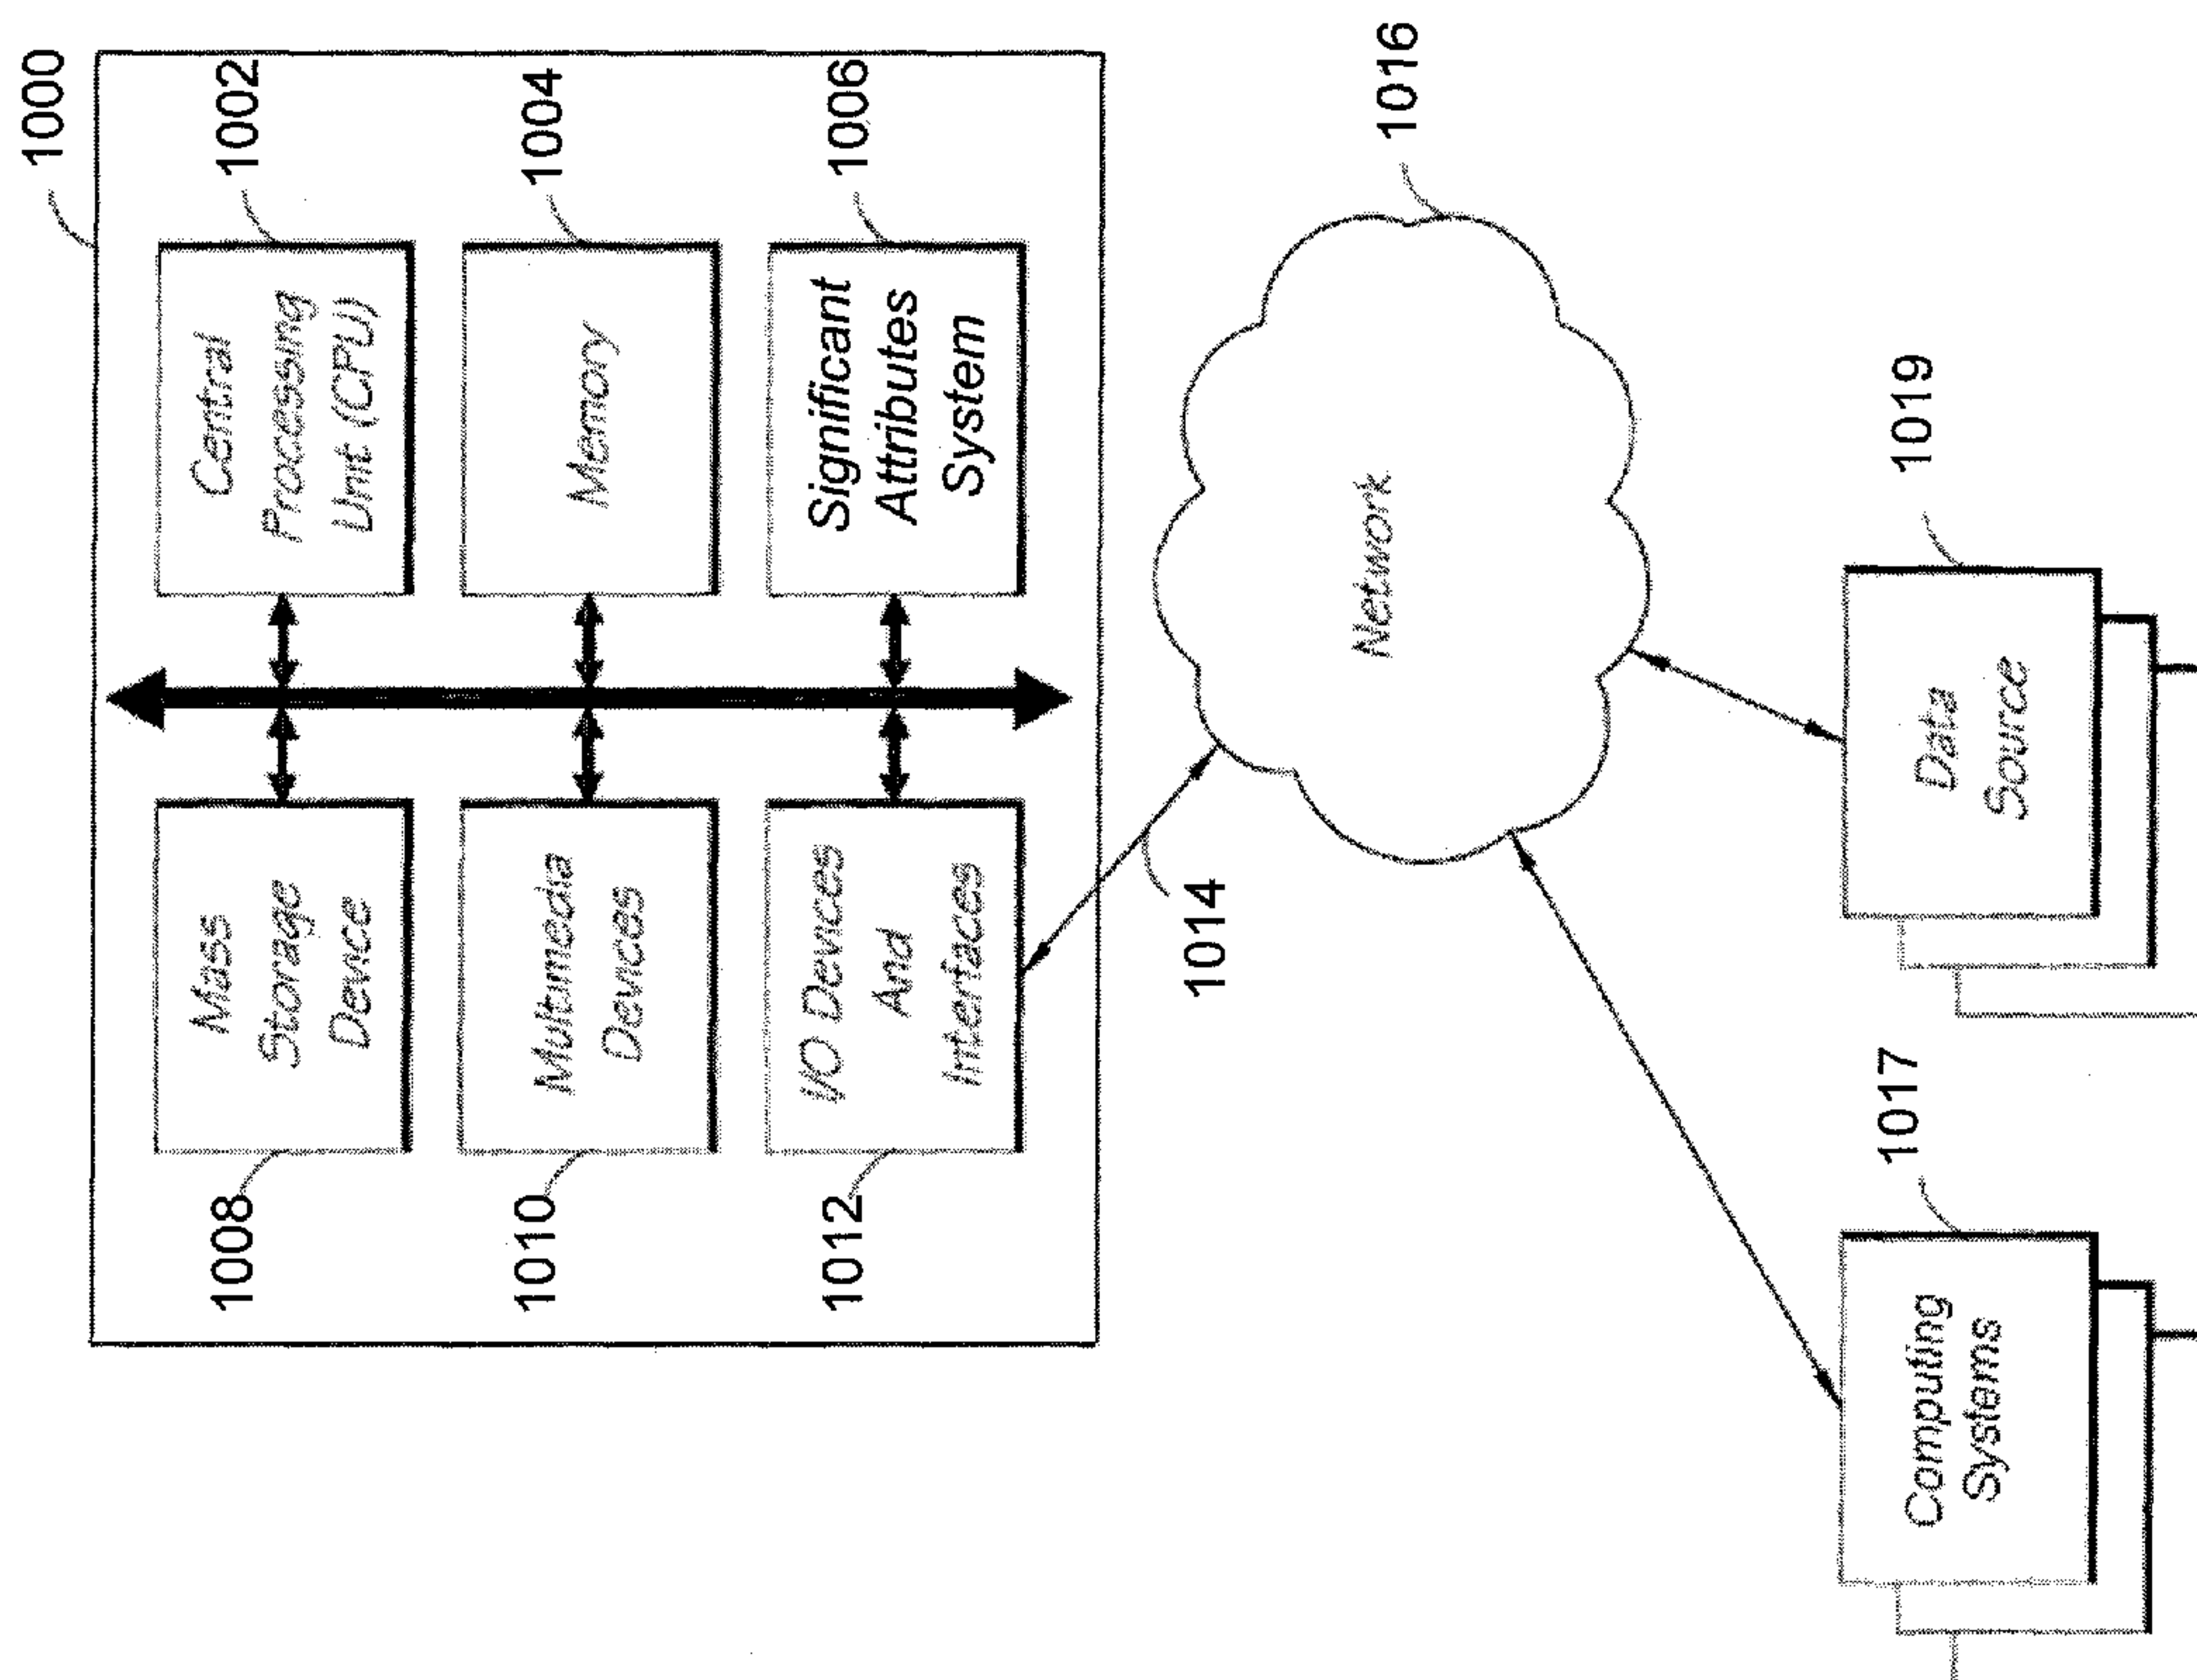 1000
1008
Mass
Storage
Device
Central
Processing
Unit (CPU)
1002
1010
Multimedia
Devices
Memory
1004
1012
I/O Devices
And
Interfaces
Significant
Attributes
System
1006
1014
Network
1016
Computing
Systems
1017
Data
Source
1019